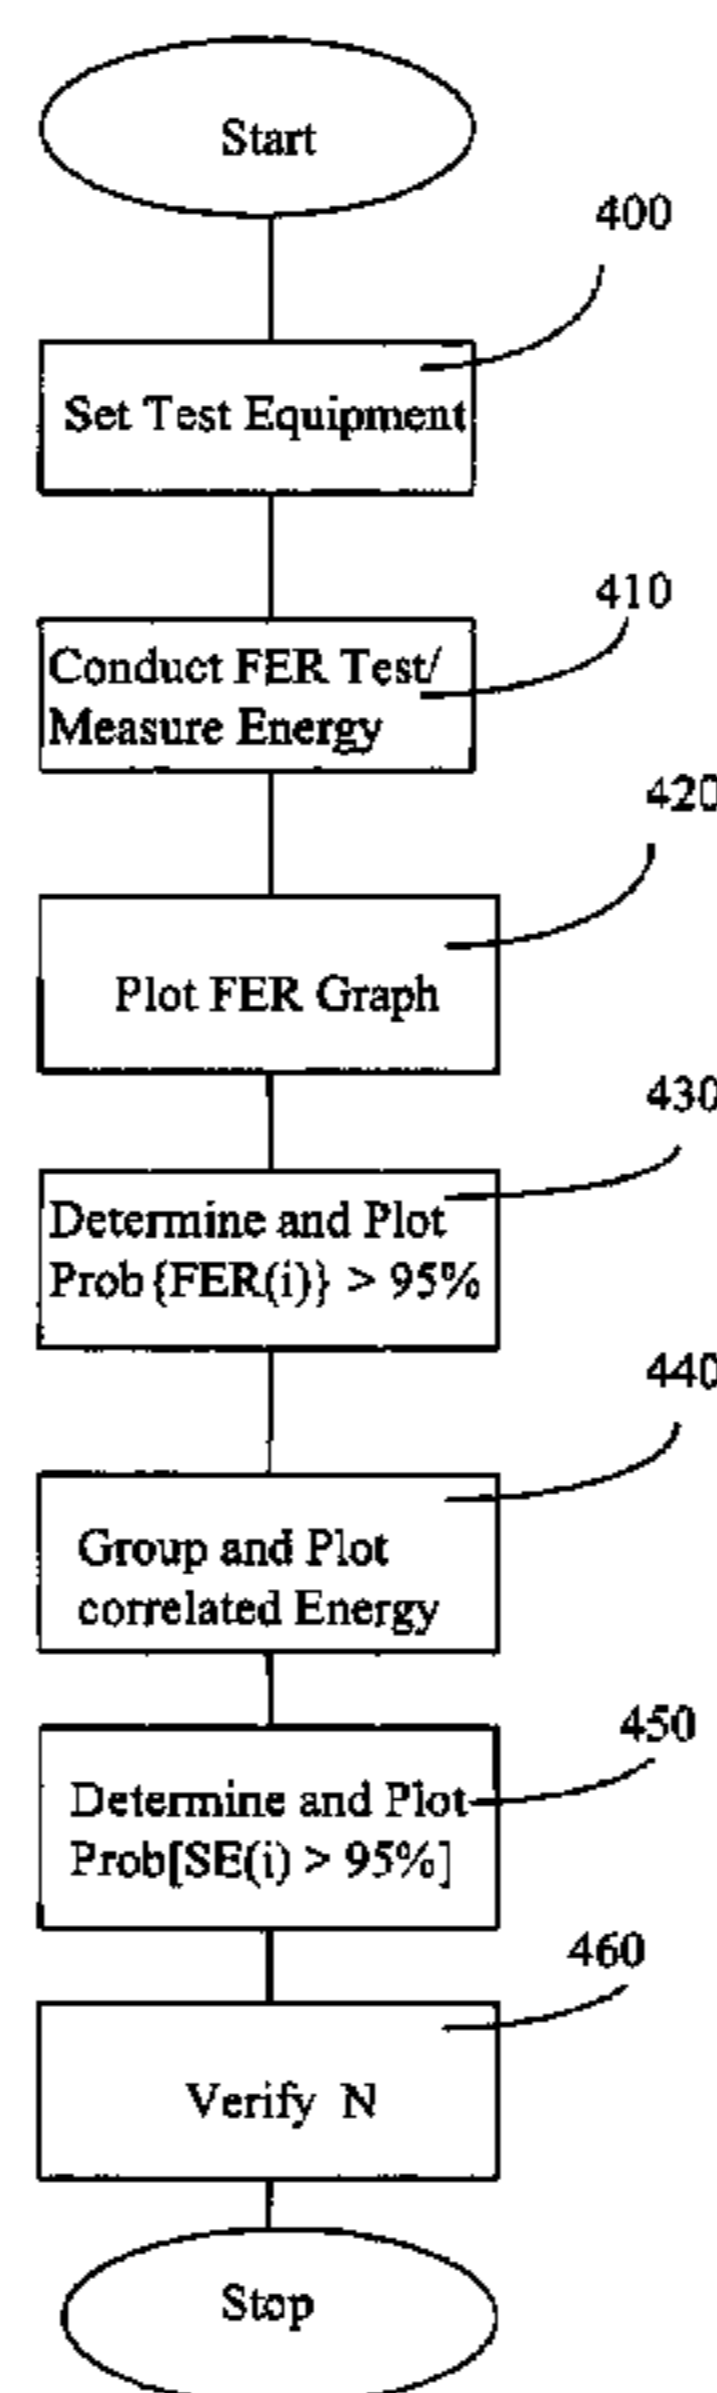 Start
400
Set Test Equipment
410
Conduct FER Test/
Measure Energy
420
Plot FER Graph
430
Determine and Plot
Prob{FER(i)} > 95%
440
Group and Plot
correlated Energy
450
Determine and Plot
Prob[SE(i) > 95%]
460
Verify N
Stop